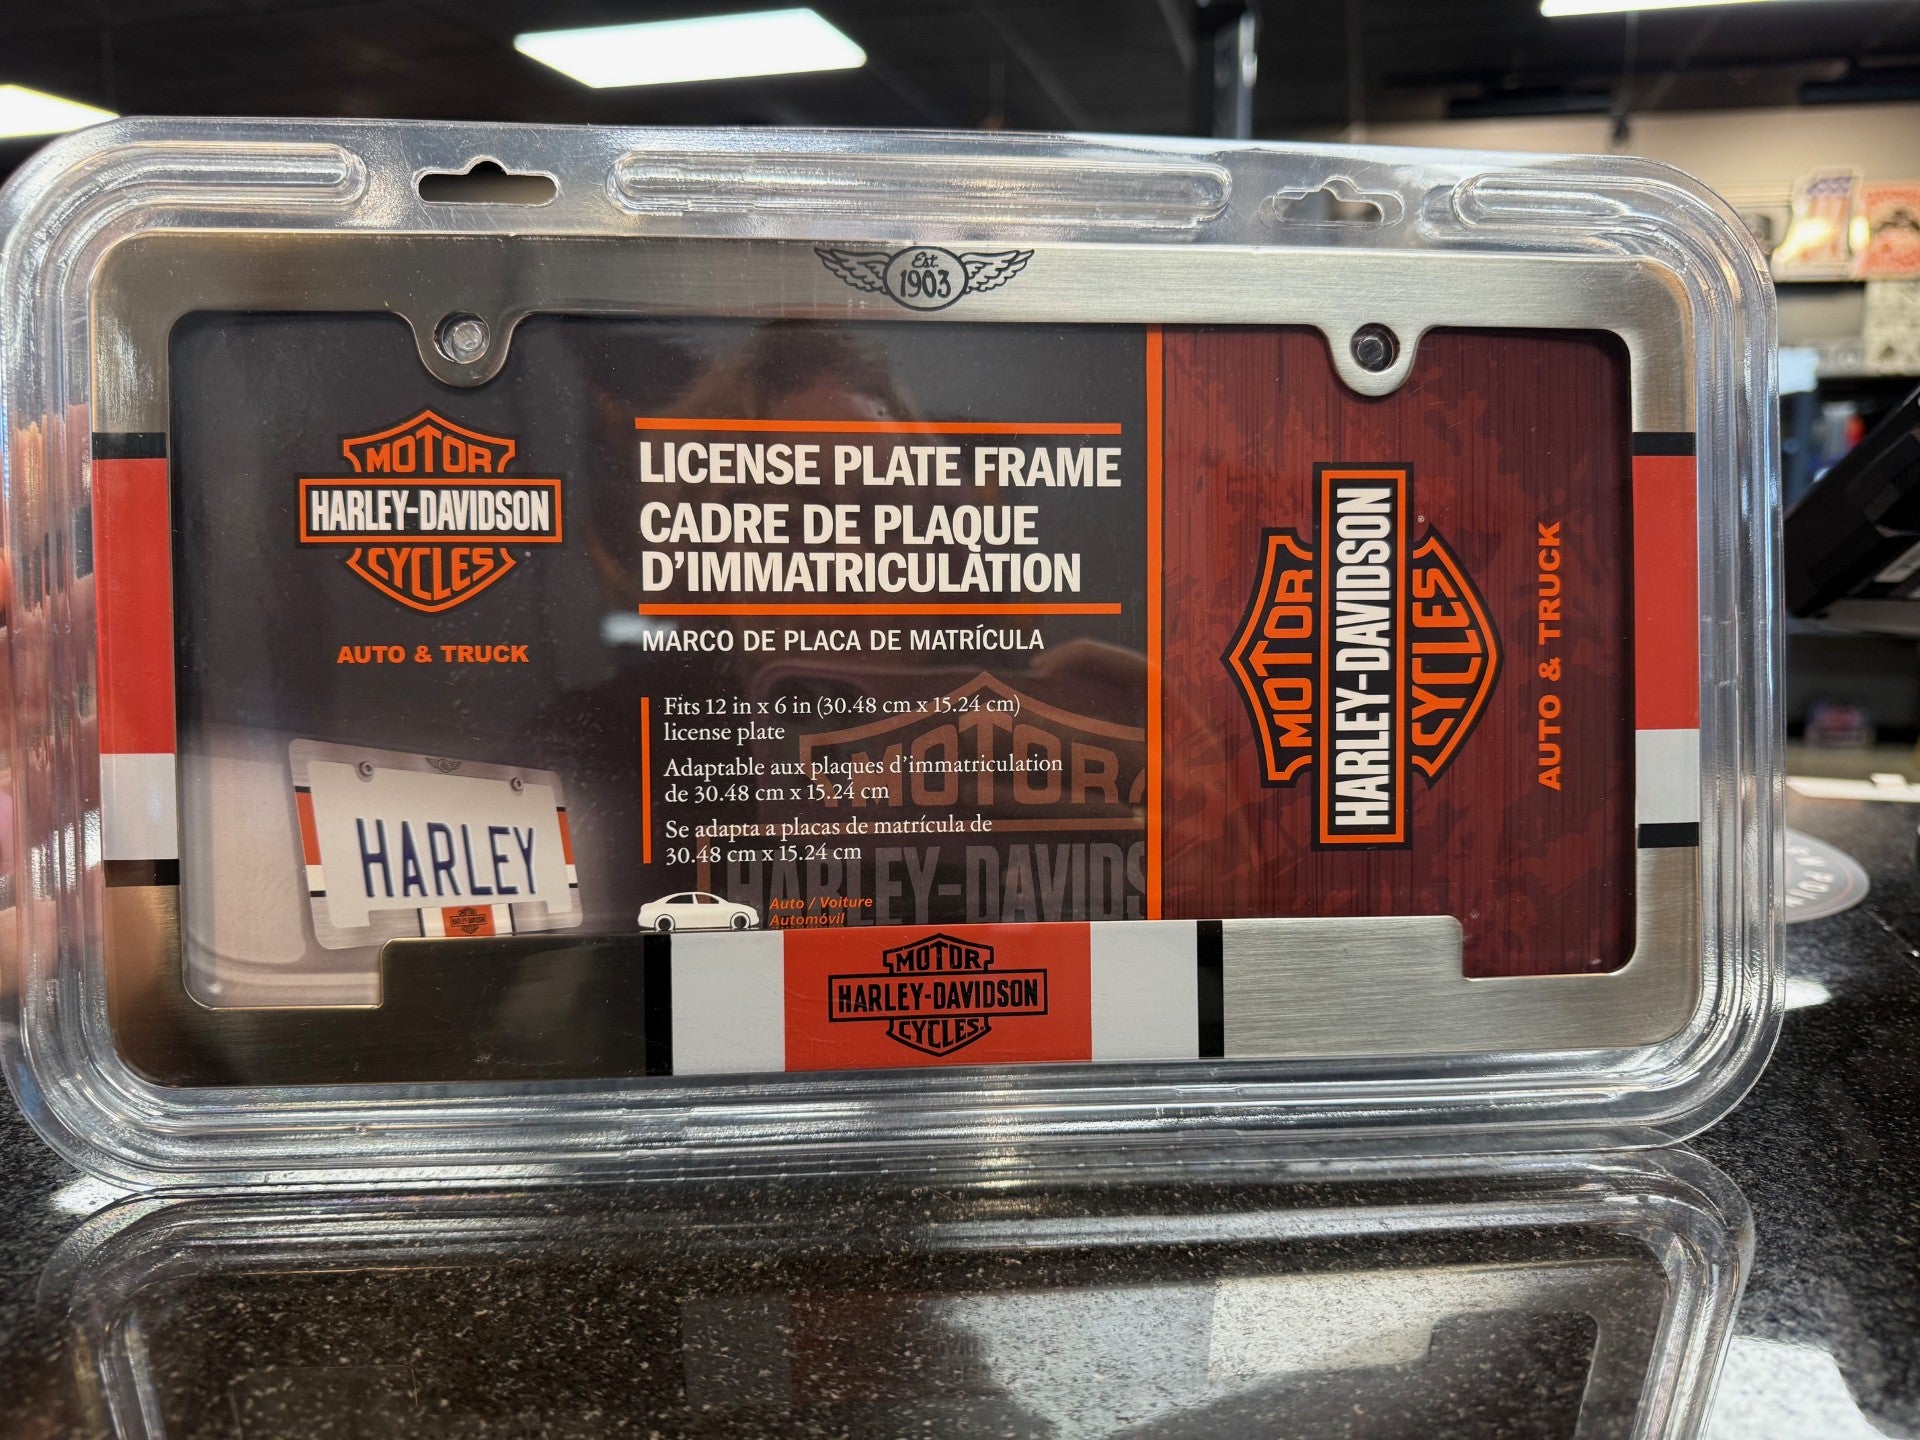 Est.
1903
MOTOR
HARLEY-DAVIDSON
CYCLES
AUTO & TRUCK
LICENSE PLATE FRAME
CADRE DE PLAQUE
D'IMMATRICULATION
MARCO DE PLACA DE MATRÍCULA
Fits 12 in x 6 in (30.48 cm x 15.24 cm)
license plate
Adaptable aux plaques d'immatriculation
de 30.48 cm x 15.24 cm
Se adapta a placas de matrícula de
30.48 cm x 15.24 cm
Auto / Voiture
Automóvil
MOTOR
HARLEY-DAVIDS
HARLEY
MOTOR
HARLEY-DAVIDSON
CYCLES
AUTO & TRUCK
MOTOR
HARLEY-DAVIDSON
CYCLES